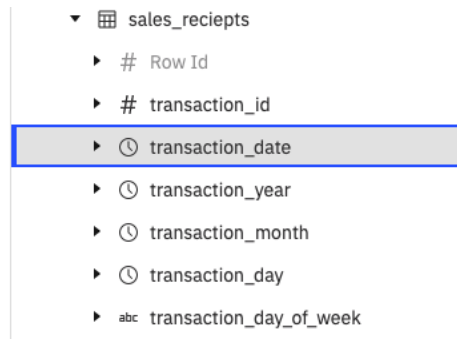 sales_reciepts
# Row Id
# transaction_id
transaction_date
transaction_year
transaction_month
transaction_day
abc transaction_day_of_week